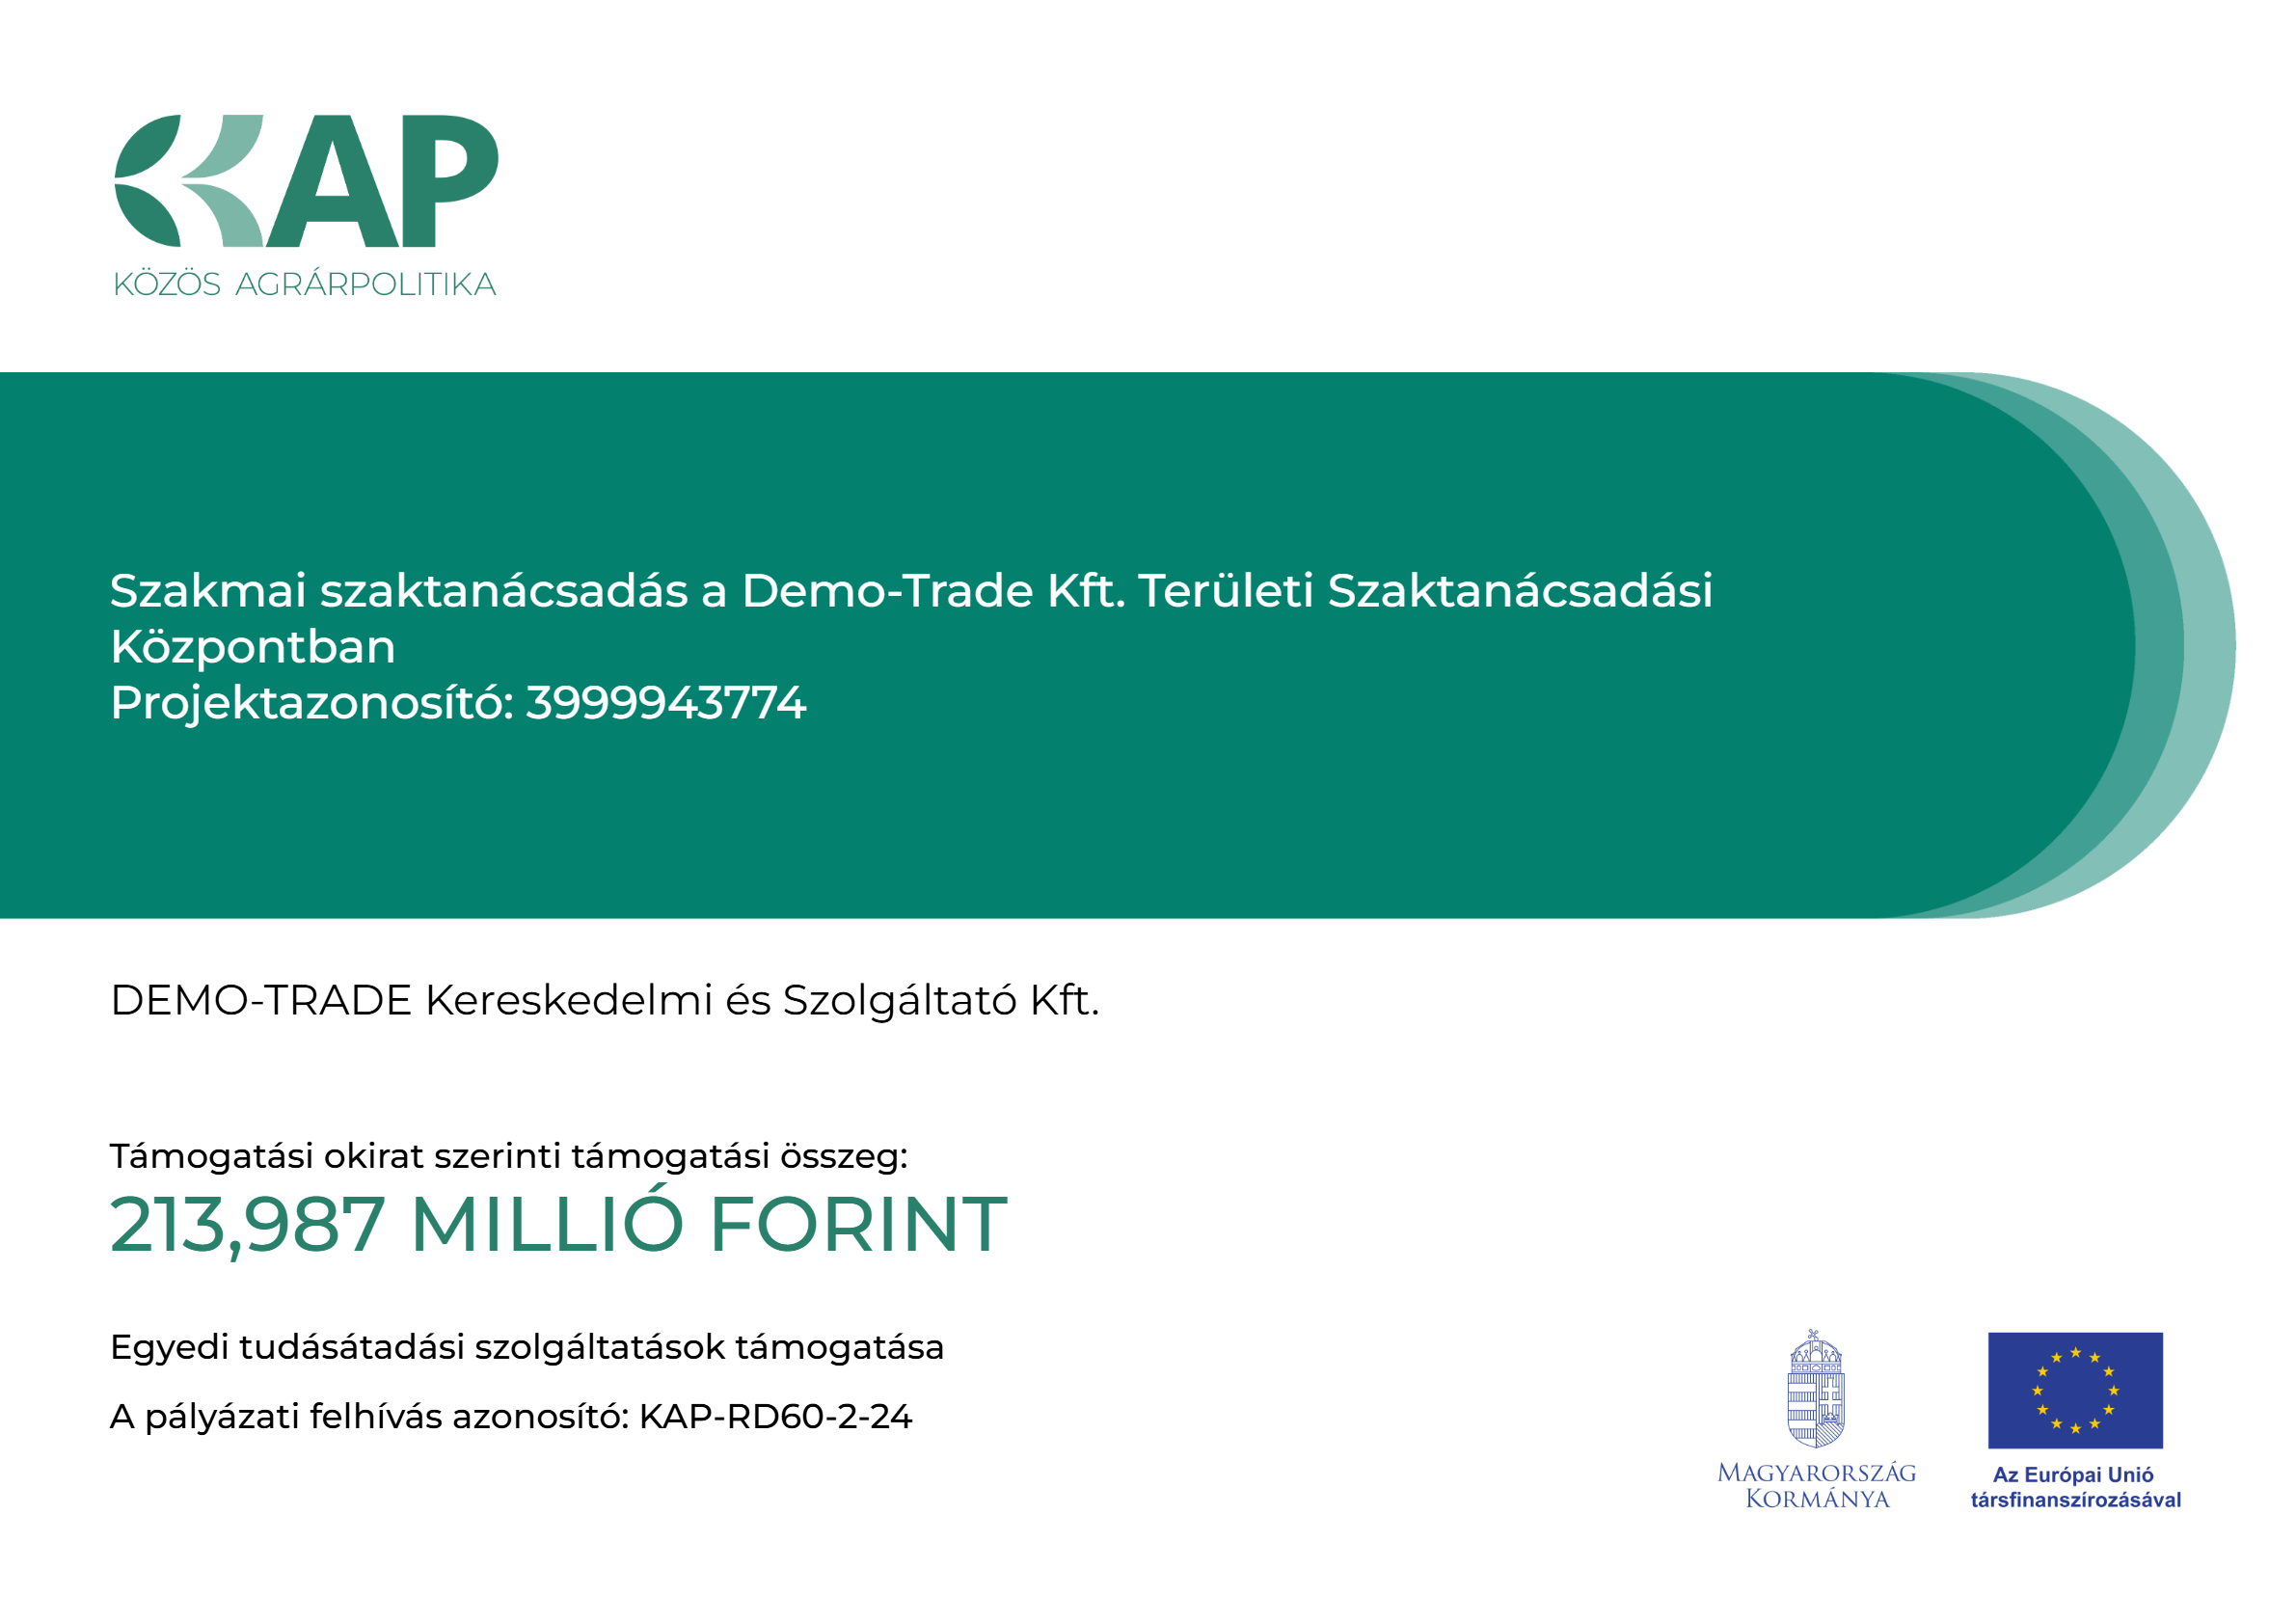 KAP
KÖZÖS AGRÁRPOLITIKA
Szakmai szaktanácsadás a Demo-Trade Kft. Területi Szaktanácsadási
Központban
Projektazonosító: 3999943774
DEMO-TRADE Kereskedelmi és Szolgáltató Kft.
Támogatási okirat szerinti támogatási összeg:
213,987 MILLIÓ FORINT
Egyedi tudásátadási szolgáltatások támogatása
A pályázati felhívás azonosító: KAP-RD60-2-24
MAGYARORSZÁG
KORMÁNYA
Az Európai Unió
társfinanszírozásával